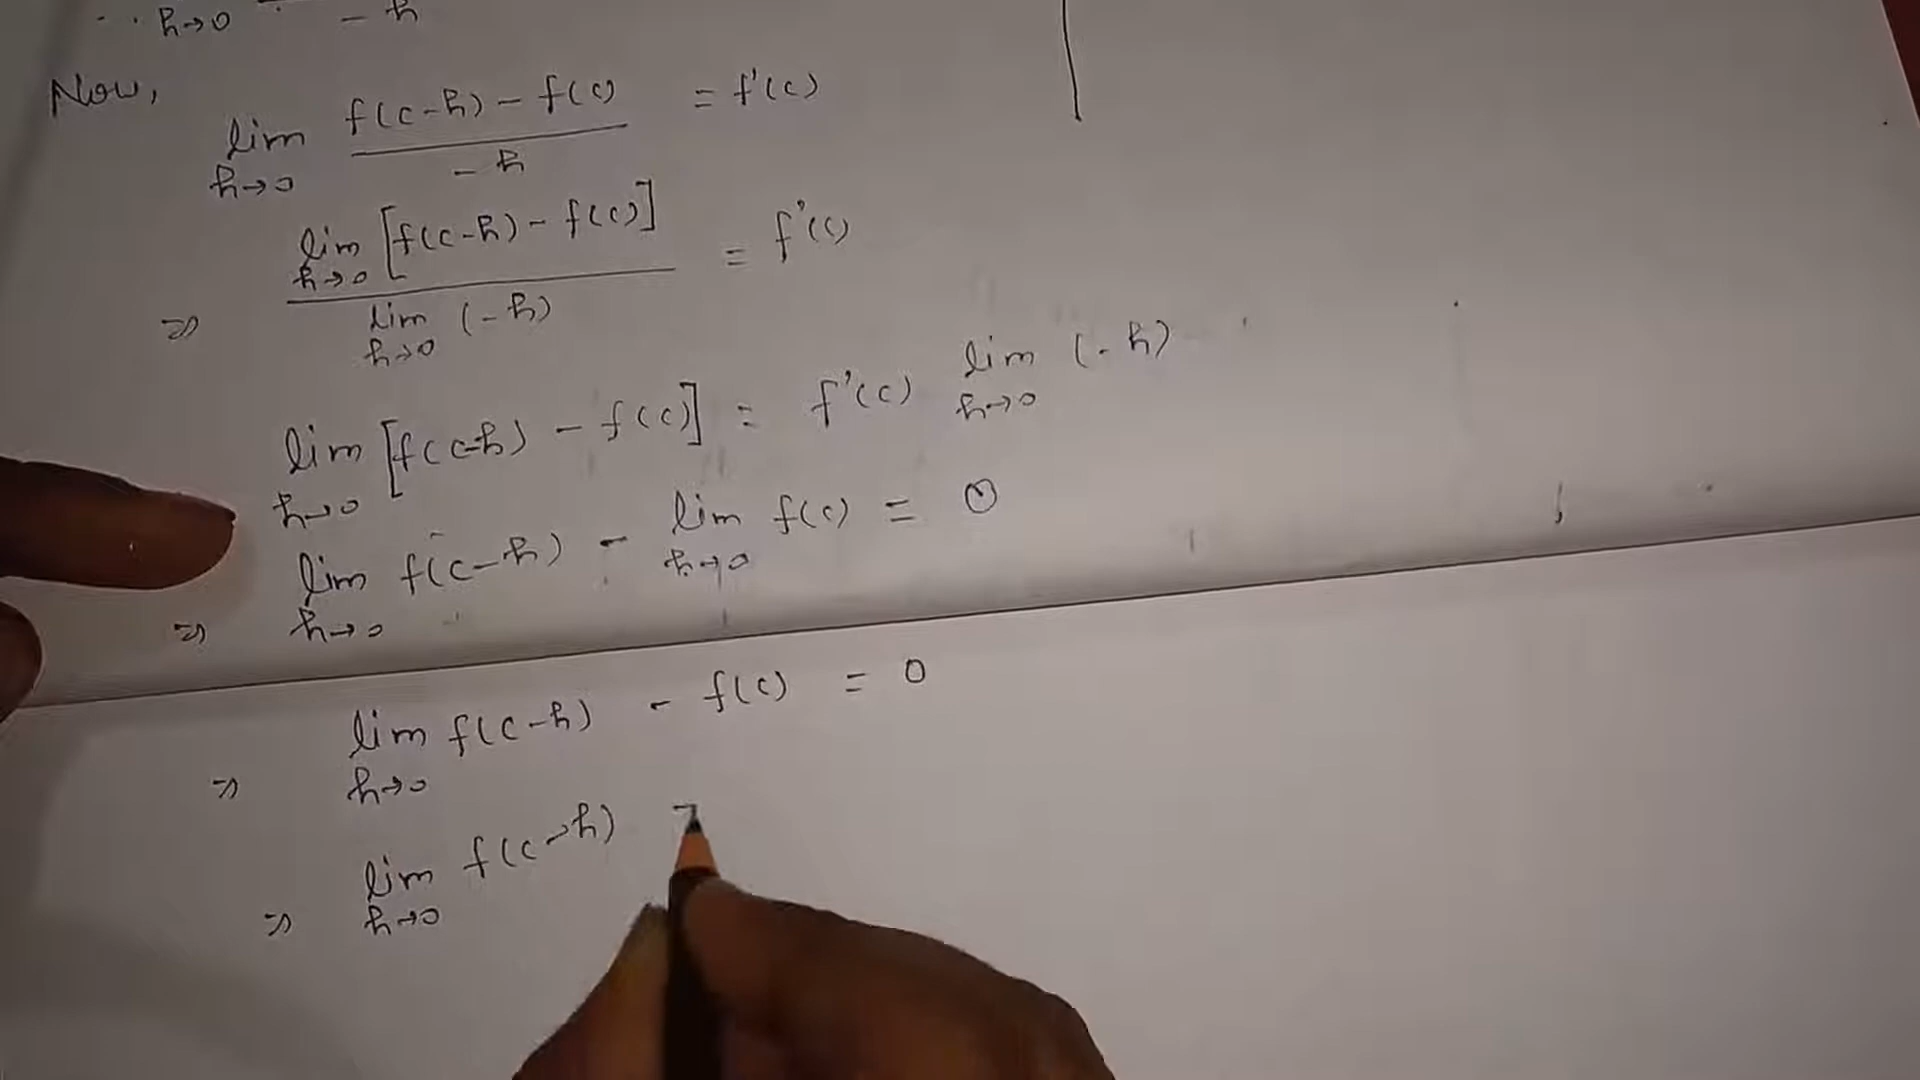 h→0 - h
Now,
lim h→0 f(c-h) - f(c) / -h = f'(c)
⇒ lim h→0 [f(c-h) - f(c)] / lim h→0 (-h) = f'(c)
lim h→0 [f(c-h) - f(c)] = f'(c) lim h→0 (-h)
⇒ lim h→0 f(c-h) - lim h→0 f(c) = 0
⇒ lim h→0 f(c-h) - f(c) = 0
⇒ lim h→0 f(c-h) =